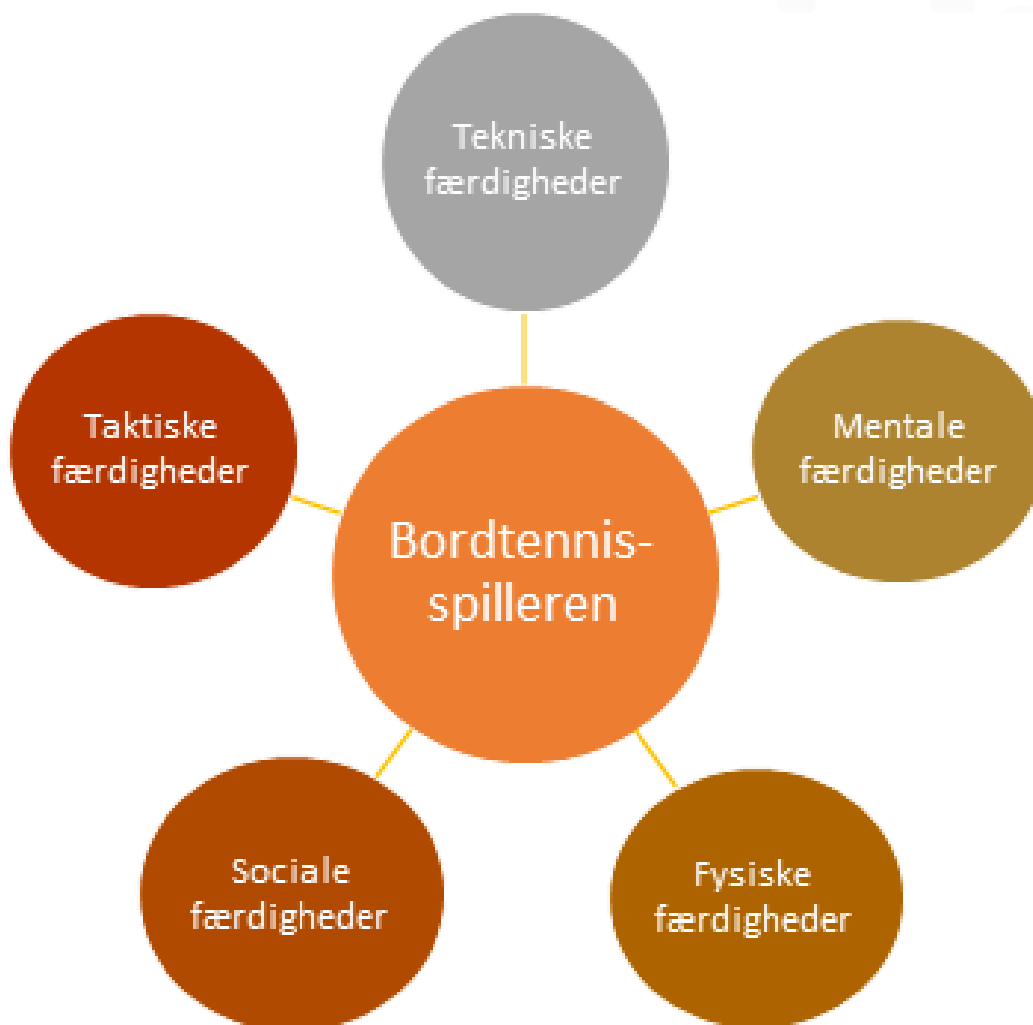 Tekniske
færdigheder
Taktiske
færdigheder
Mentale
færdigheder
Bordtennis-
spilleren
Sociale
færdigheder
Fysiske
færdigheder